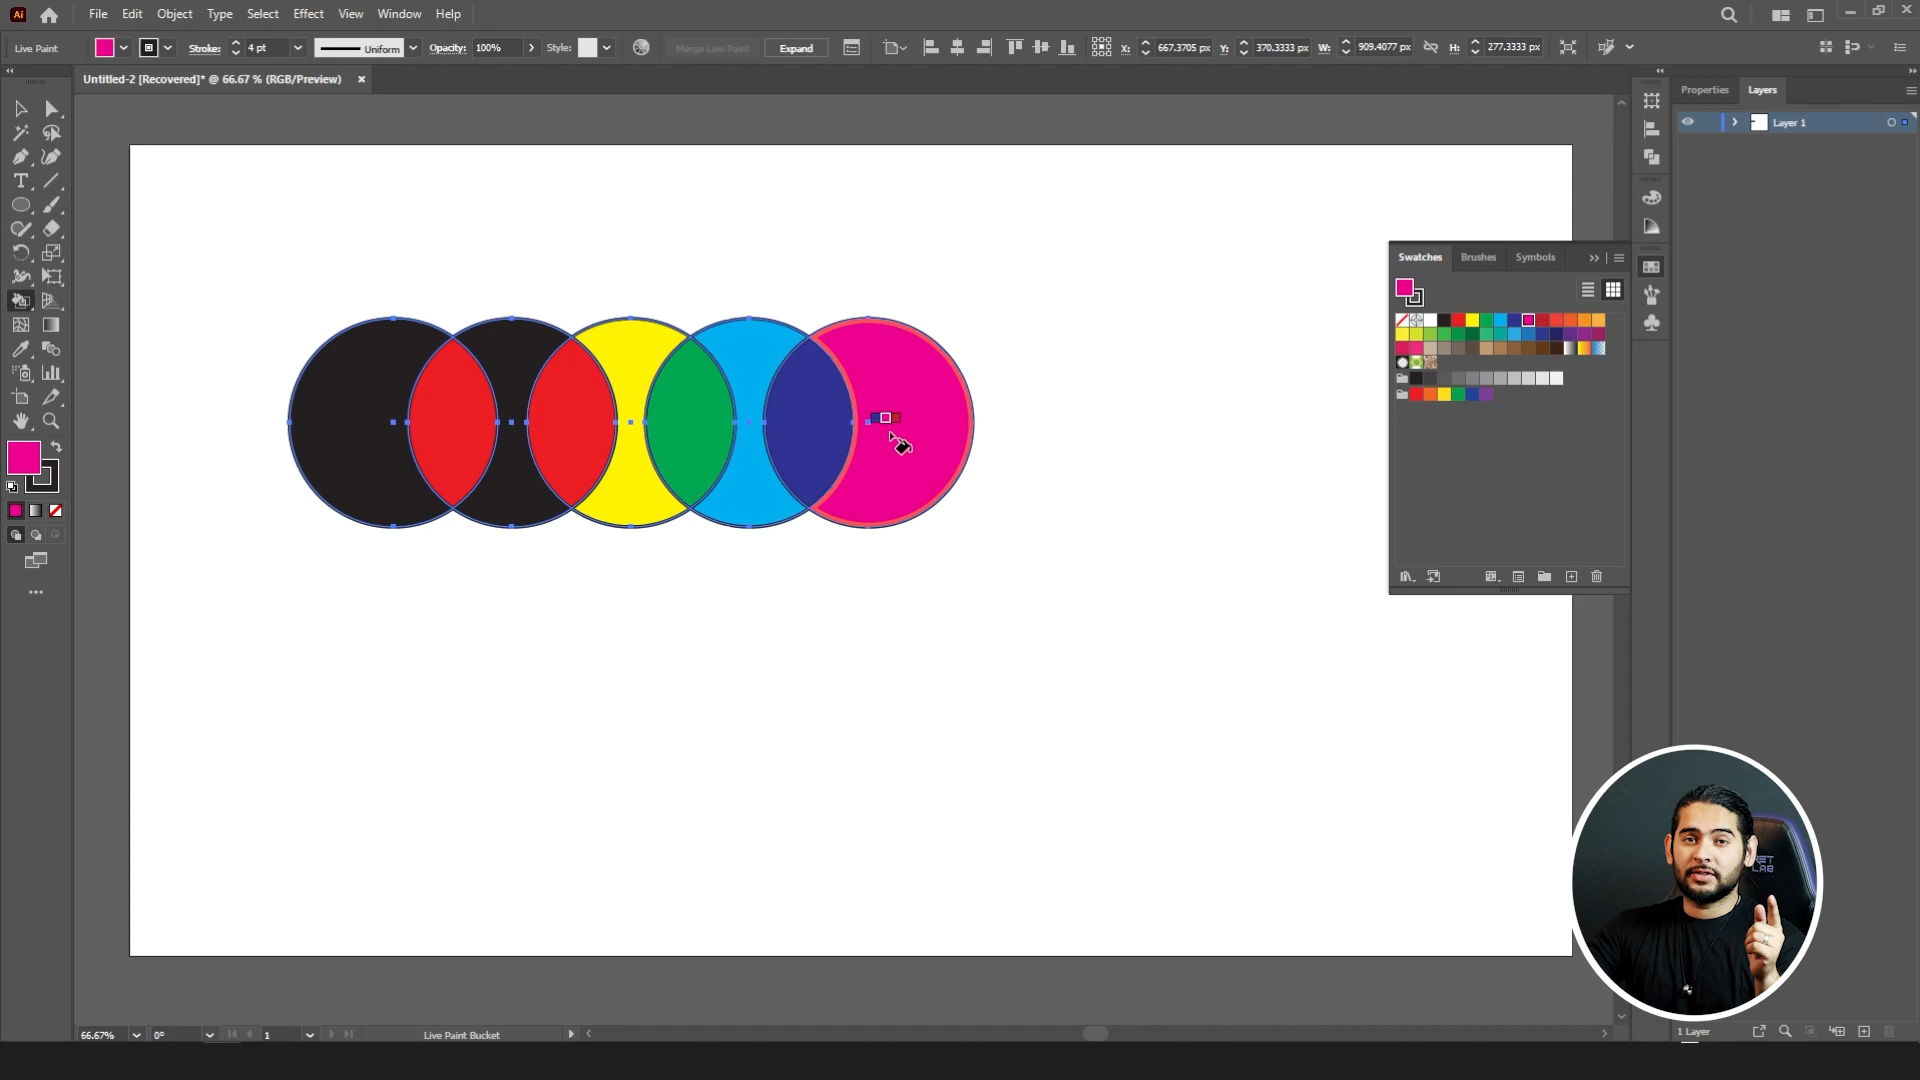 Ai File Edit Object Type Select Effect View Window Help
Live Paint Stroke: 4 pt Uniform Opacity: 100% Style: Merge Live Paint Expand X: 667.3705 px Y: 370.3333 px W: 909.4077 px H: 277.3333 px
Untitled-2 [Recovered]* @ 66.67 % (RGB/Preview) ×
Properties Layers
Layer 1
Swatches Brushes Symbols
66.67% 0° 1 Live Paint Bucket
1 Layer
LAB